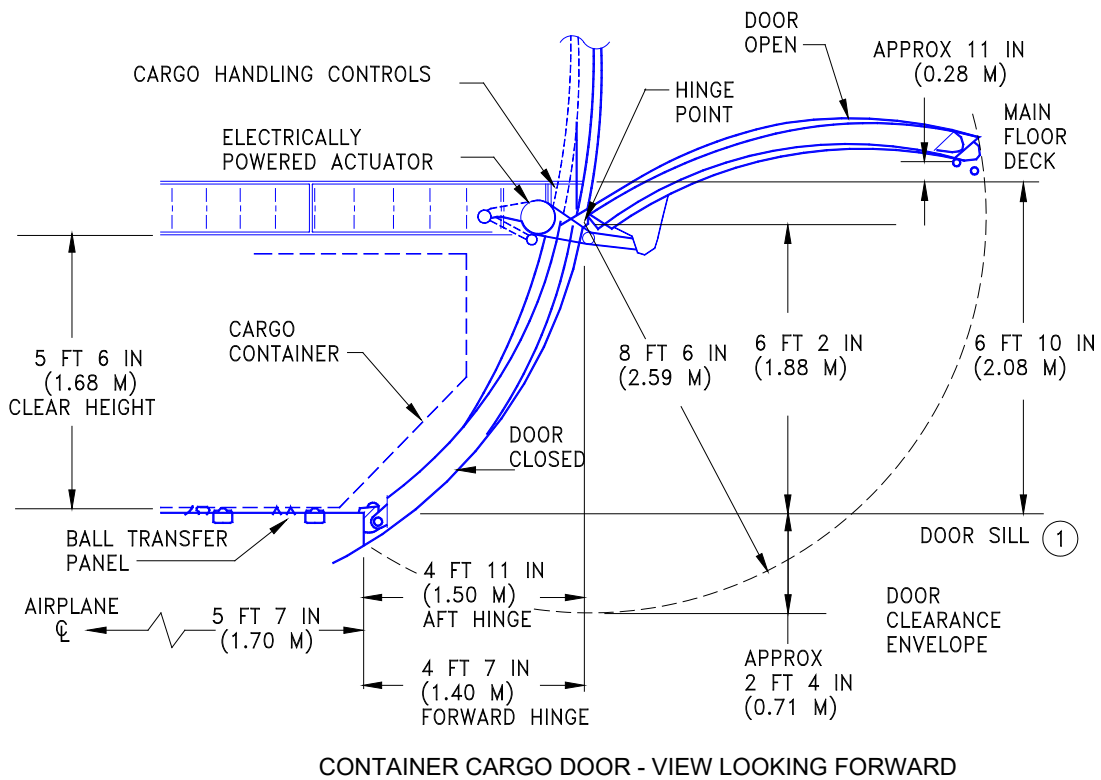 DOOR
OPEN
APPROX 11 IN
(0.28 M)
CARGO HANDLING CONTROLS
HINGE
POINT
MAIN
FLOOR
DECK
ELECTRICALLY
POWERED ACTUATOR
5 FT 6 IN
(1.68 M)
CLEAR HEIGHT
CARGO
CONTAINER
8 FT 6 IN
(2.59 M)
6 FT 2 IN
(1.88 M)
6 FT 10 IN
(2.08 M)
DOOR
CLOSED
BALL TRANSFER
PANEL
DOOR SILL 1
AIRPLANE
CL
5 FT 7 IN
(1.70 M)
4 FT 11 IN
(1.50 M)
AFT HINGE
4 FT 7 IN
(1.40 M)
FORWARD HINGE
DOOR
CLEARANCE
ENVELOPE
APPROX
2 FT 4 IN
(0.71 M)
CONTAINER CARGO DOOR - VIEW LOOKING FORWARD